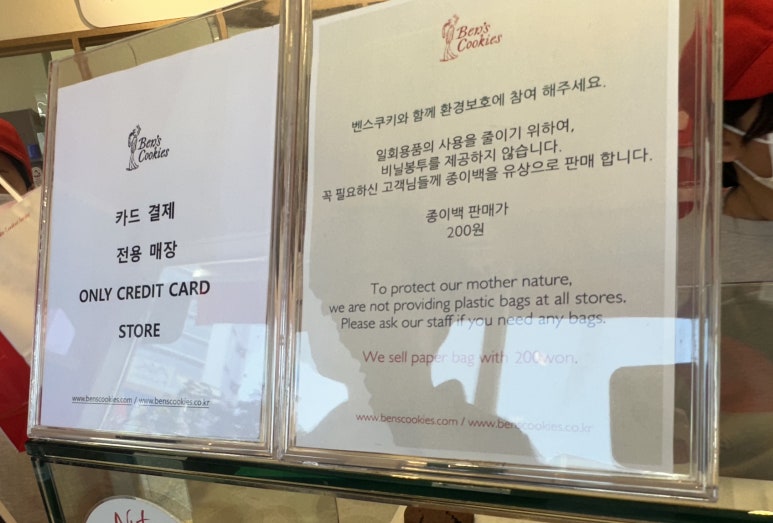 Ben's
Cookies
카드 결제
전용 매장
ONLY CREDIT CARD
STORE
www.benscookies.com / www.benscookies.co.kr
Ben's
Cookies
벤스쿠키와 함께 환경보호에 참여 해주세요.
일회용품의 사용을 줄이기 위하여,
비닐봉투를 제공하지 않습니다.
꼭 필요하신 고객님들께 종이백을 유상으로 판매 합니다.
종이백 판매가
200원
To protect our mother nature,
we are not providing plastic bags at all stores.
Please ask our staff if you need any bags.
We sell paper bag with 200 won.
www.benscookies.com / www.benscookies.co.kr
Nut